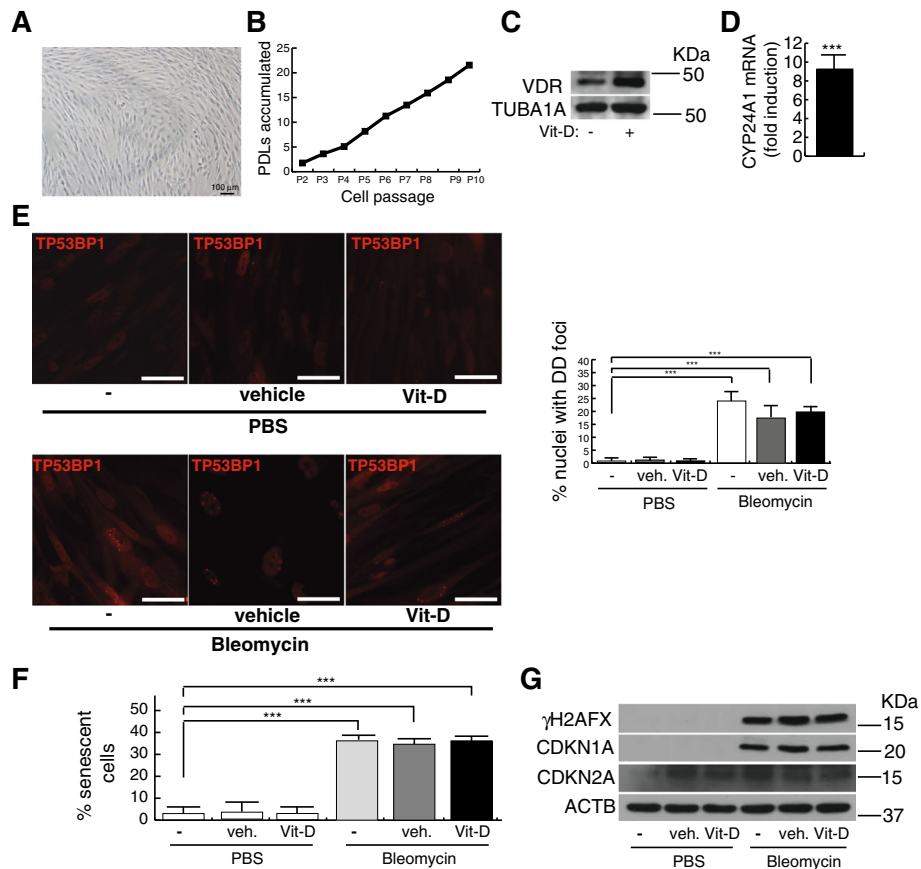 A
100 µm
B
PDLs accumulated
25
20
15
10
5
0
P2 P3 P4 P5 P6 P7 P8 P9 P10
Cell passage
C
KDa
VDR
50
TUBA1A
50
Vit-D: - +
D
CYP24A1 mRNA
(fold induction)
12
10
8
6
4
2
0
***
E
TP53BP1 TP53BP1 TP53BP1
- vehicle Vit-D
PBS
TP53BP1 TP53BP1 TP53BP1
- vehicle Vit-D
Bleomycin
% nuclei with DD foci
40
35
30
25
20
15
10
5
0
***
***
***
- veh. Vit-D - veh. Vit-D
PBS Bleomycin
F
% senescent
cells
50
40
30
20
10
0
***
***
***
- veh. Vit-D - veh. Vit-D
PBS Bleomycin
G
KDa
γH2AFX
15
CDKN1A
20
CDKN2A
15
ACTB
37
- veh. Vit-D - veh. Vit-D
PBS Bleomycin